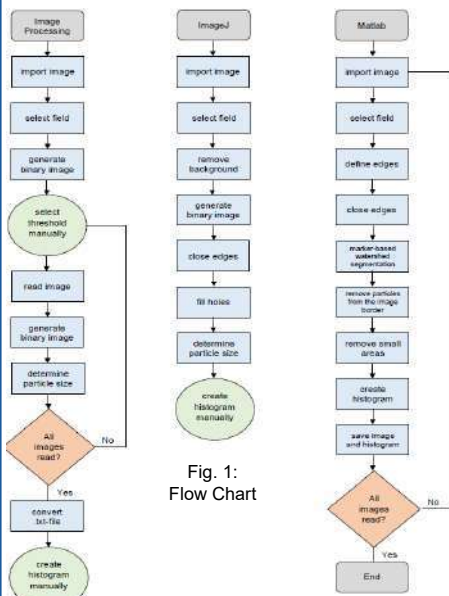 Image
Processing
import image
select field
generate
binary image
select
threshold
manually
read image
generate
binary image
determine
particle size
All
images
read?
No
Yes
convert
.txt-file
create
histogram
manually
ImageJ
import image
select field
remove
background
generate
binary image
close edges
fill holes
determine
particle size
create
histogram
manually
Fig. 1:
Flow Chart
Matlab
import image
select field
define edges
close edges
marker-based
watershed
segmentation
remove particles
from the image
border
remove small
areas
create
histogram
save image
and histogram
All
images
read?
No
Yes
End